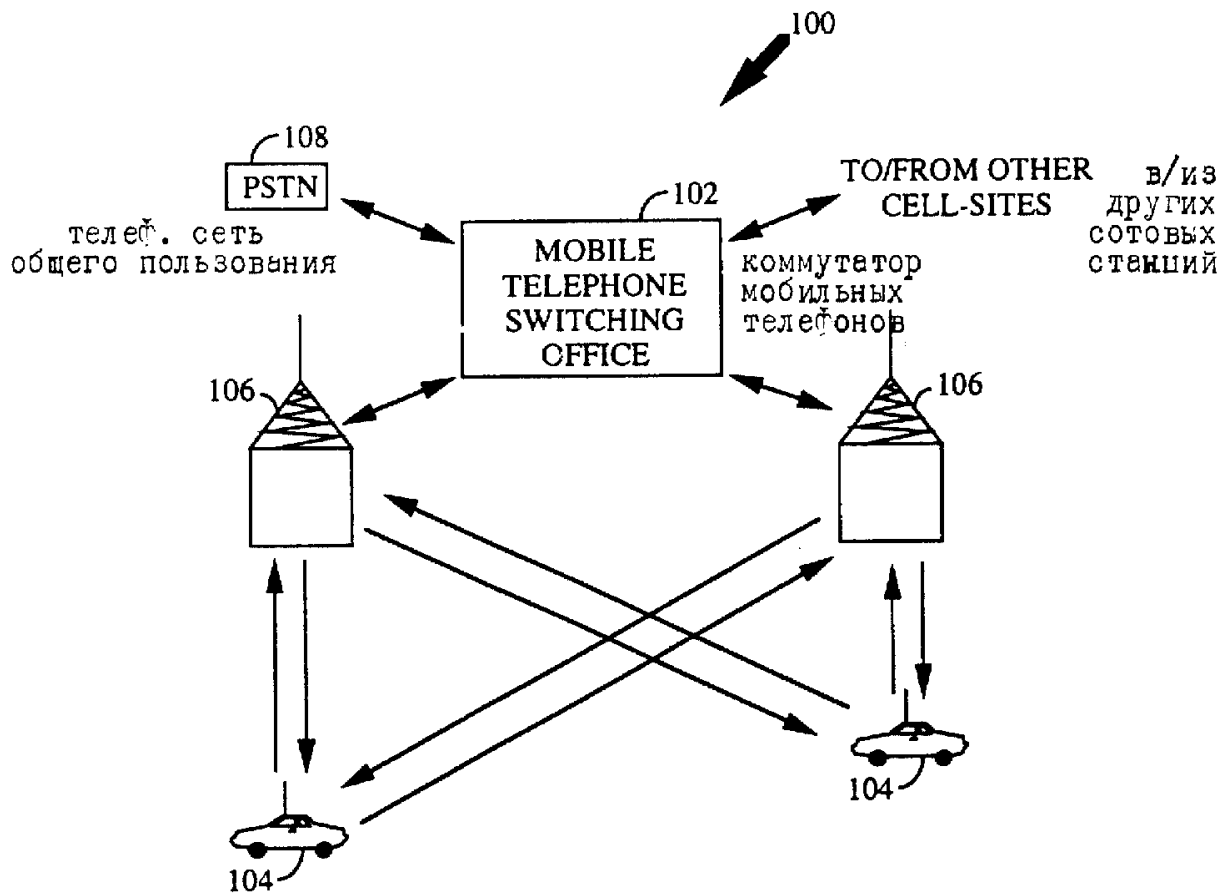 100
108
PSTN
телеф. сеть
общего пользования
102
MOBILE
TELEPHONE
SWITCHING
OFFICE
коммутатор
мобильных
телефонов
TO/FROM OTHER
CELL-SITES
в/из
других
сотовых
станций
106
106
104
104